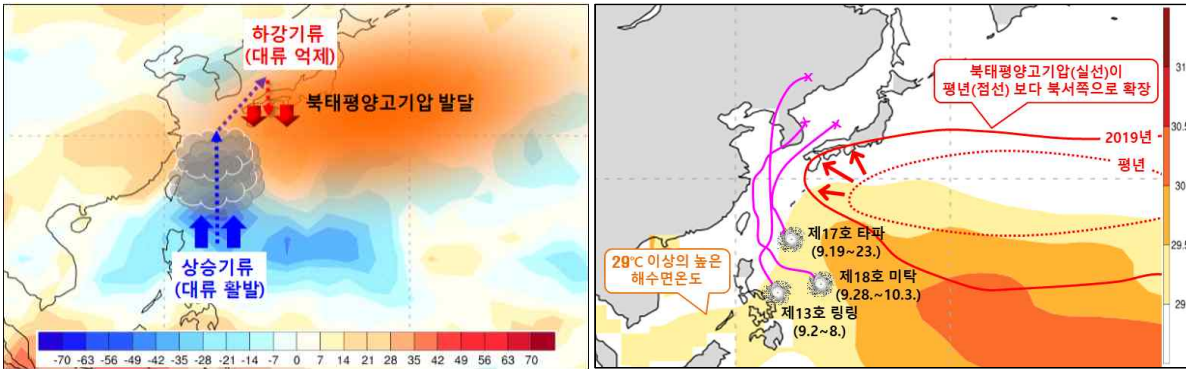 하강기류
(대류 억제)
북태평양고기압 발달
상승기류
(대류 활발)
-70 -63 -56 -49 -42 -35 -28 -21 -14 -7 0 7 14 21 28 35 42 49 56 63 70
북태평양고기압(실선)이
평년(점선) 보다 북서쪽으로 확장
2019년
평년
제17호 타파
(9.19~23.)
29℃ 이상의 높은
해수면온도
제18호 미탁
(9.28.~10.3.)
제13호 링링
(9.2~8.)
31
30.5
30
29.5
29